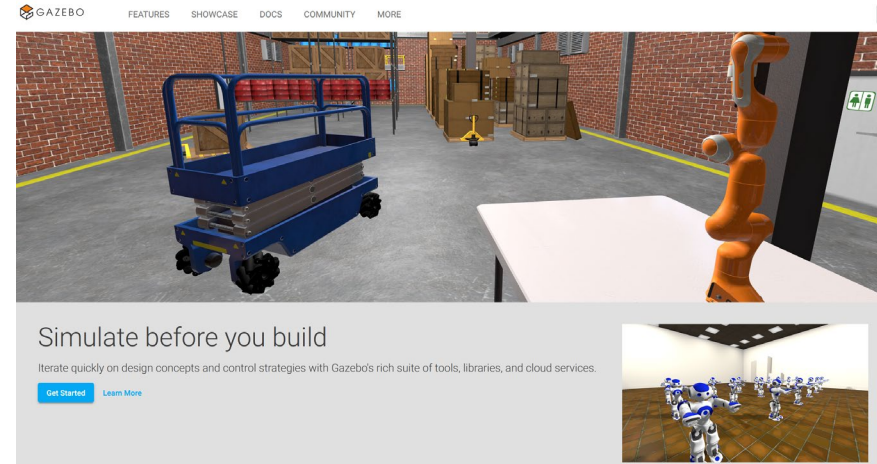 GAZEBO
FEATURES SHOWCASE DOCS COMMUNITY MORE
Simulate before you build
Iterate quickly on design concepts and control strategies with Gazebo's rich suite of tools, libraries, and cloud services.
Get Started Learn More